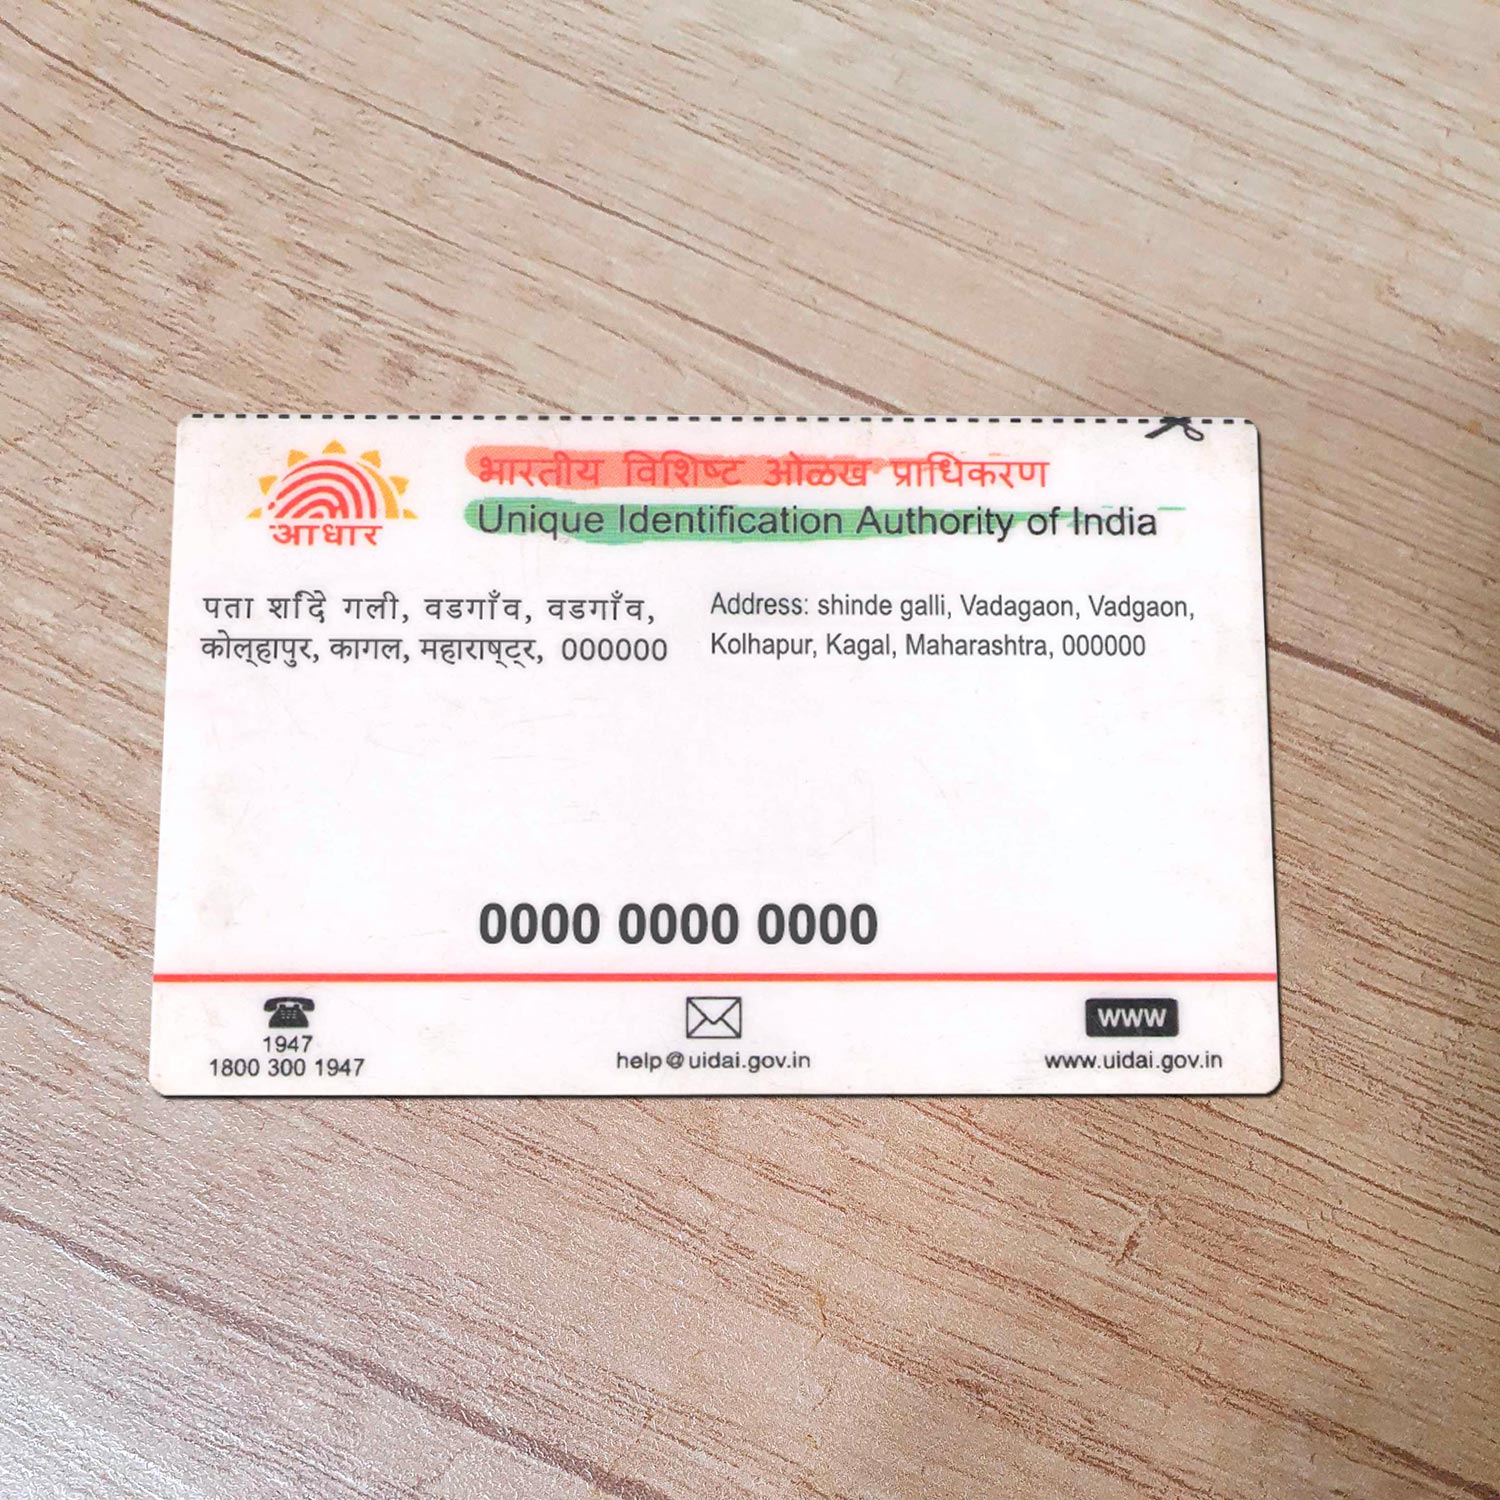 आधार
भारतीय विशिष्ट ओळख प्राधिकरण
Unique Identification Authority of India
पता शदिे गली, वडगाँव, वडगाँव,
कोल्हापुर, कागल, महाराष्ट्र, 000000
Address: shinde galli, Vadagaon, Vadgaon,
Kolhapur, Kagal, Maharashtra, 000000
0000 0000 0000
1947
1800 300 1947
help@uidai.gov.in
WWW
www.uidai.gov.in